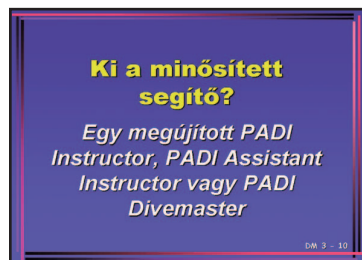 Ki a minősített
segítő?
Egy megújított PADI
Instructor, PADI Assistant
Instructor vagy PADI
Divemaster
DM 3 - 10